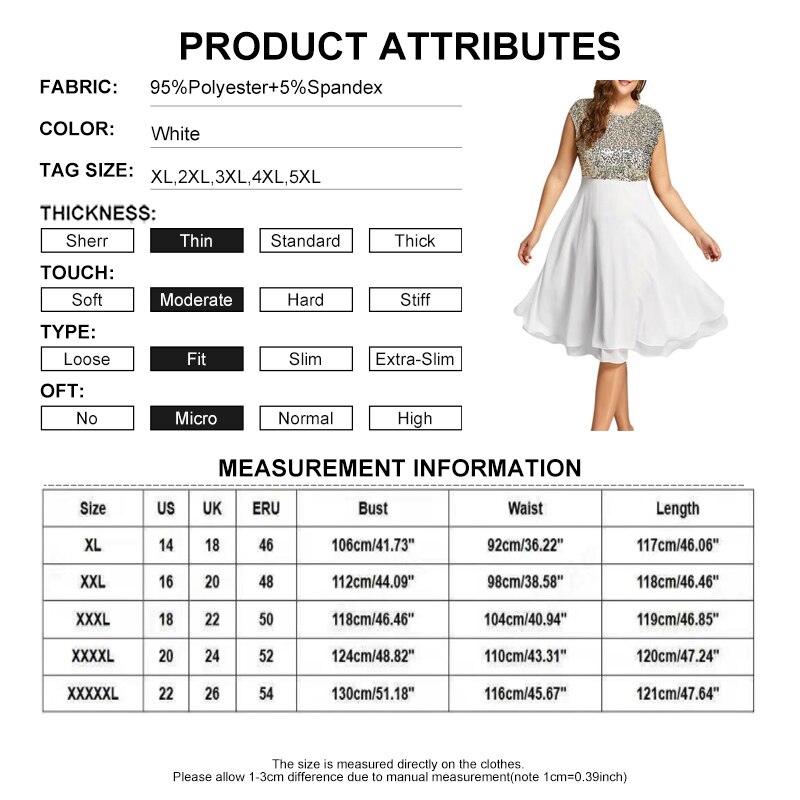 PRODUCT ATTRIBUTES
FABRIC: 95%Polyester+5%Spandex
COLOR: White
TAG SIZE: XL,2XL,3XL,4XL,5XL
THICKNESS:
Sherr Thin Standard Thick
TOUCH:
Soft Moderate Hard Stiff
TYPE:
Loose Fit Slim Extra-Slim
OFT:
No Micro Normal High
MEASUREMENT INFORMATION
Size US UK ERU Bust Waist Length
XL 14 18 46 106cm/41.73" 92cm/36.22" 117cm/46.06"
XXL 16 20 48 112cm/44.09" 98cm/38.58" 118cm/46.46"
XXXL 18 22 50 118cm/46.46" 104cm/40.94" 119cm/46.85"
XXXXL 20 24 52 124cm/48.82" 110cm/43.31" 120cm/47.24"
XXXXXL 22 26 54 130cm/51.18" 116cm/45.67" 121cm/47.64"
The size is measured directly on the clothes.
Please allow 1-3cm difference due to manual measurement(note 1cm=0.39inch)